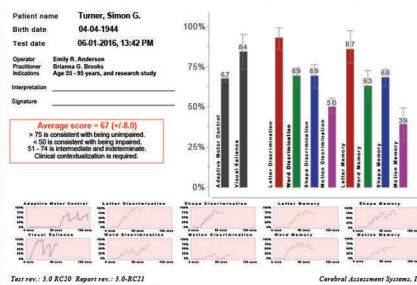 Patient name Turner, Simon G.
Birth date 04-04-1944
Test date 06-01-2016, 13:42 PM
Operator Emily R. Anderson
Practitioner Brianna G. Brooks
Indications Age 55 - 95 years, and research study
Interpretation
Signature
Average score = 67 (+/-8.0)
> 75 is consistent with being unimpaired.
< 50 is consistent with being impaired.
51 - 74 is intermediate and indeterminate.
Clinical contextualization is required.
100%
75%
50%
25%
0%
Adaptive Motor Control 67
Visual Salience 84
Letter Discrimination
Word Discrimination 69
Shape Discrimination 69
Motion Discrimination 50
Letter Memory 87
Word Memory 63
Shape Memory 68
Motion Memory 39
Adaptive Motor Control
Letter Discrimination
Shape Discrimination
Letter Memory
Shape Memory
Visual Salience
Word Discrimination
Motion Discrimination
Word Memory
Motion Memory
Test rev.: 3.0 RC20 Report rev.: 3.0-RC21
Cerebral Assessment Systems, I